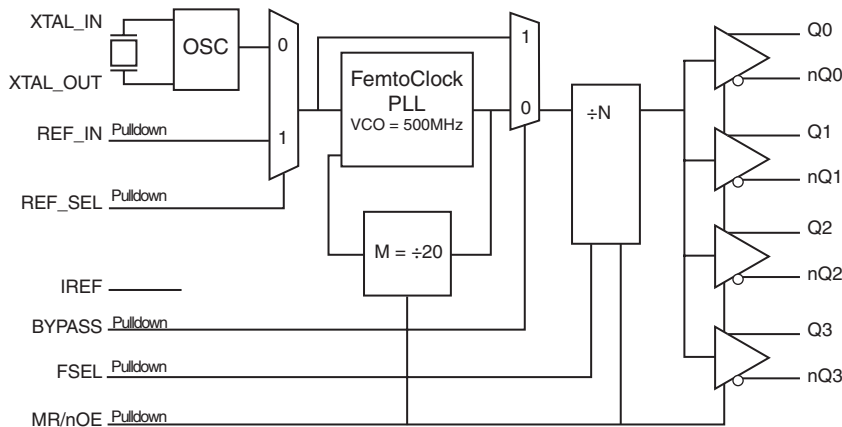 XTAL_IN
XTAL_OUT
OSC
0
1
REF_IN Pulldown
REF_SEL Pulldown
FemtoClock
PLL
VCO = 500MHz
M = ÷20
1
0
÷N
IREF
BYPASS Pulldown
FSEL Pulldown
MR/nOE Pulldown
Q0
nQ0
Q1
nQ1
Q2
nQ2
Q3
nQ3